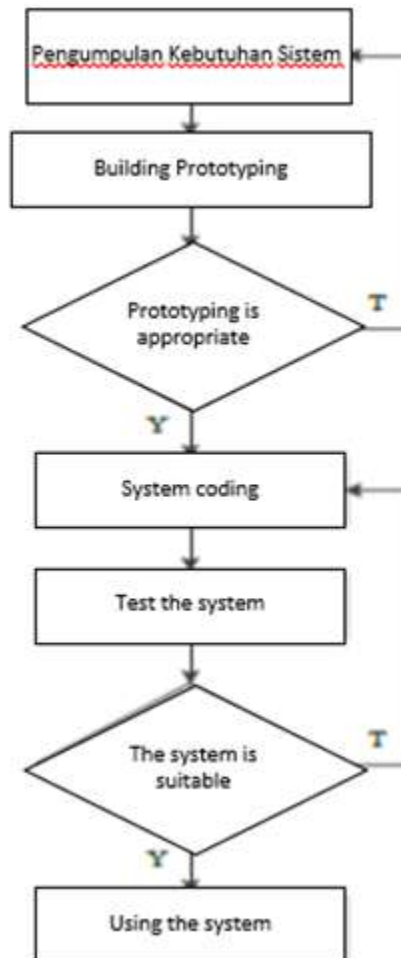 Pengumpulan Kebutuhan Sistem
Building Prototyping
Prototyping is
appropriate
T
Y
System coding
Test the system
The system is
suitable
T
Y
Using the system